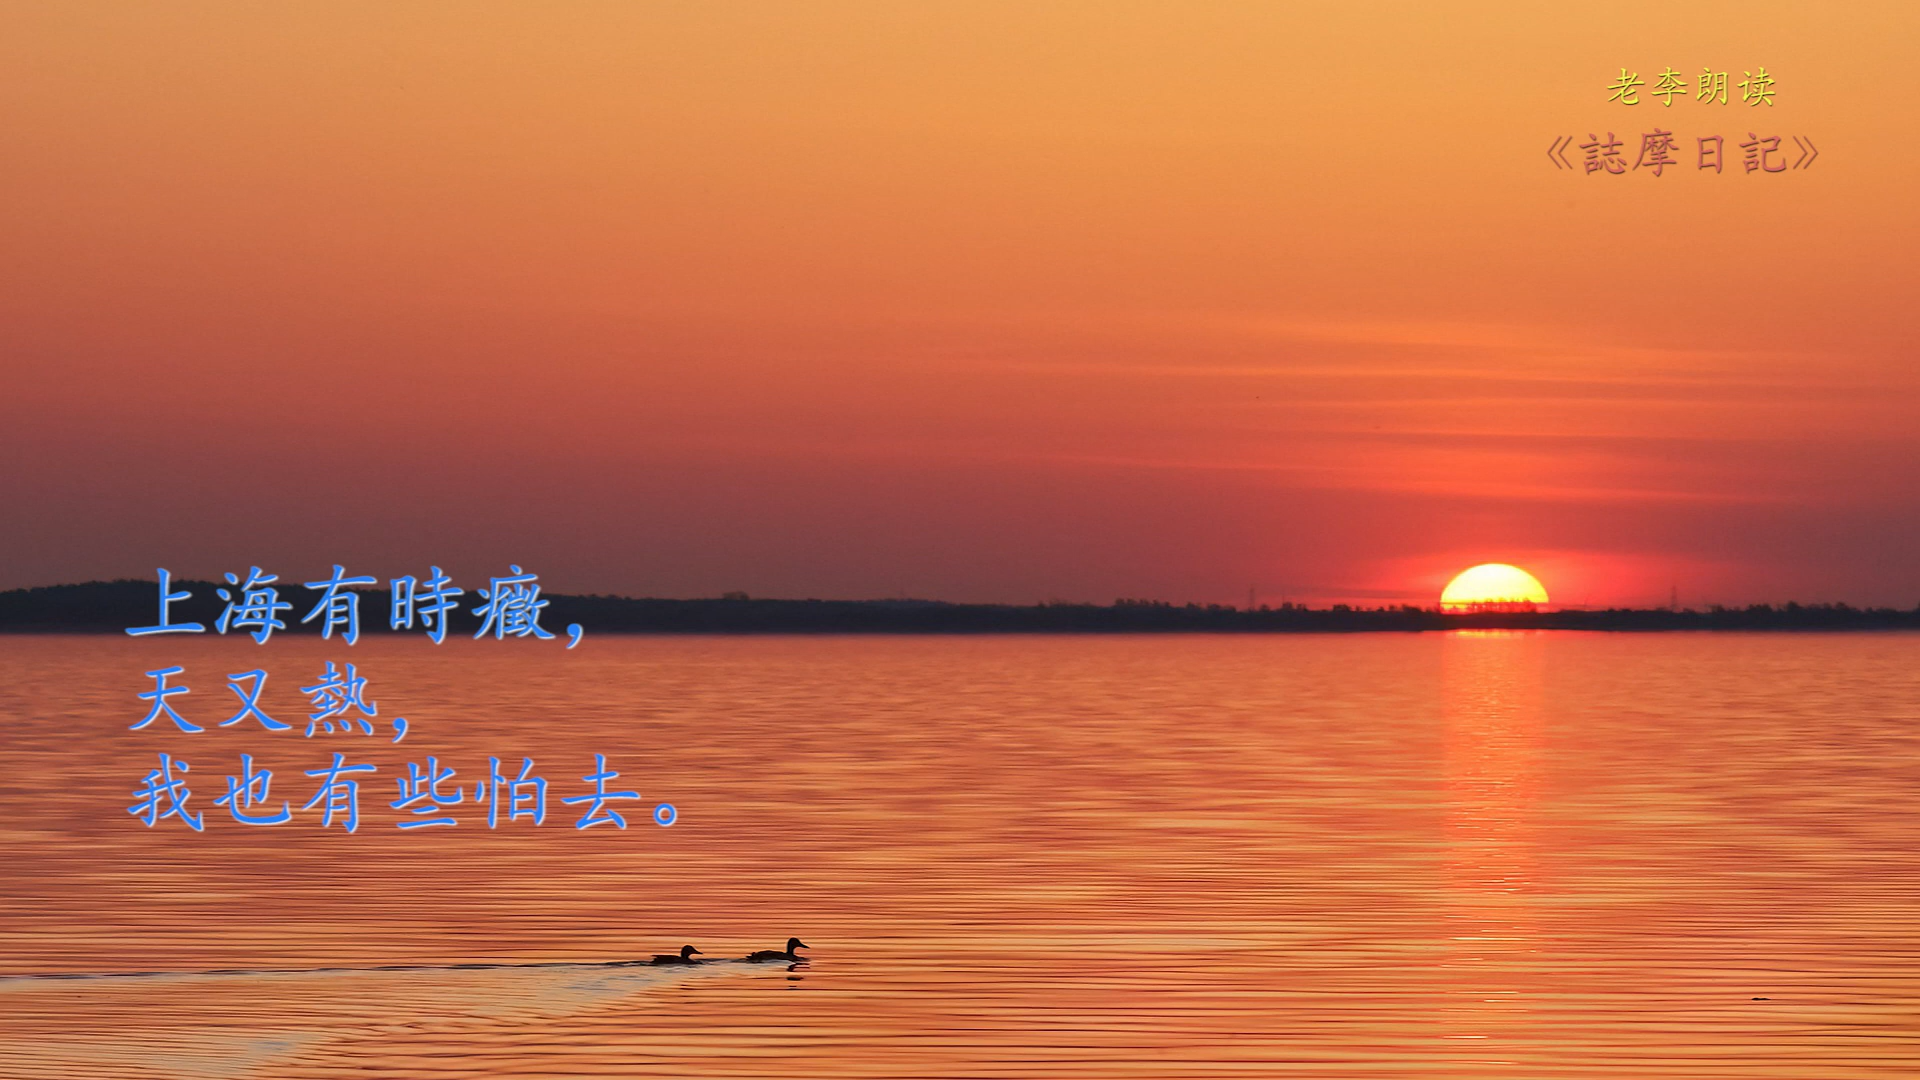 老李朗读
《誌摩日記》
上海有時癥,
天又熱,
我也有些怕去。